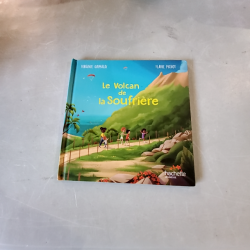 Le Volcan
de
la Soufrière
hachette